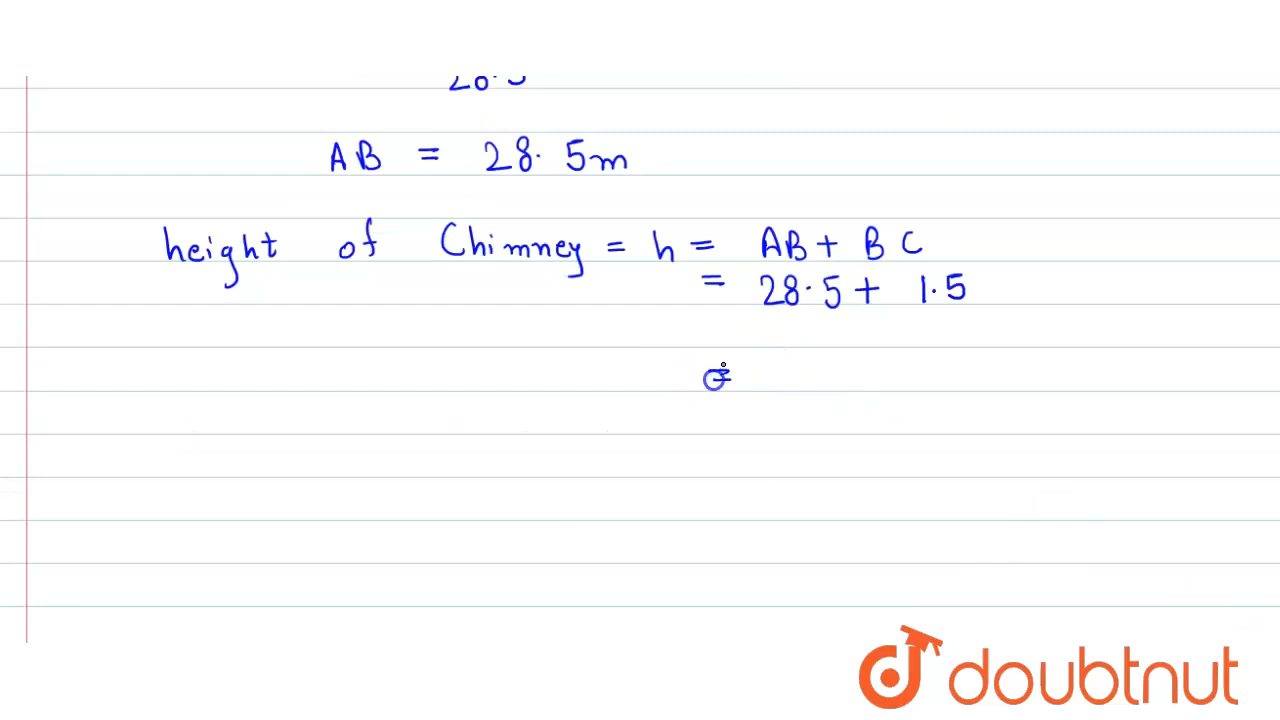 AB = 28.5m
height of Chimney = h = AB + BC
= 28.5 + 1.5
=
doubtnut